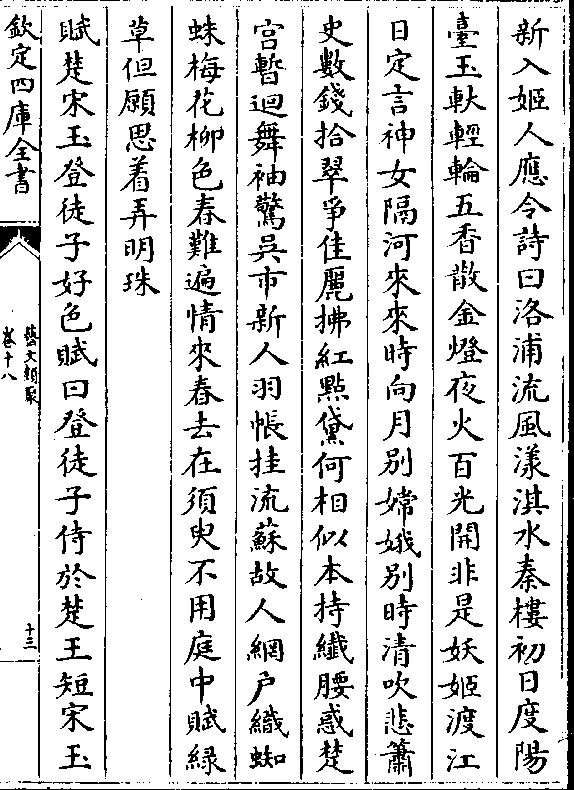 新入姬人應令詩曰洛浦流風漾淇水秦樓初日度陽
臺玉軑輕輪五香散金燈夜火百光開非是妖姬渡江
日定言神女隔河來來時向月别嫦娥别時清吹悲簫
史數錢拾翠爭佳麗拂紅㸃黛何相似本持纎腰惑楚
宫暫迴舞袖驚吳市新人羽帳挂流蘇故人網戶織蜘
蛛梅花柳色春難遍情來春去在須臾不用庭中賦緑
草但願思着弄明珠
賦楚宋玉登徒子好色賦曰登徒子侍於楚王短宋玉
欽定四庫全書
藝文類聚
卷十八
十三